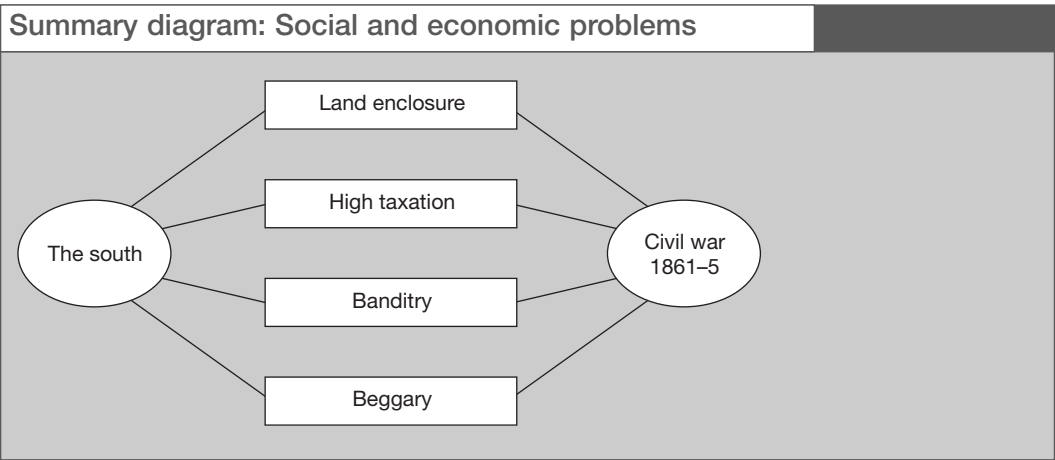 Summary diagram: Social and economic problems
Land enclosure
High taxation
The south
Civil war
1861–5
Banditry
Beggary